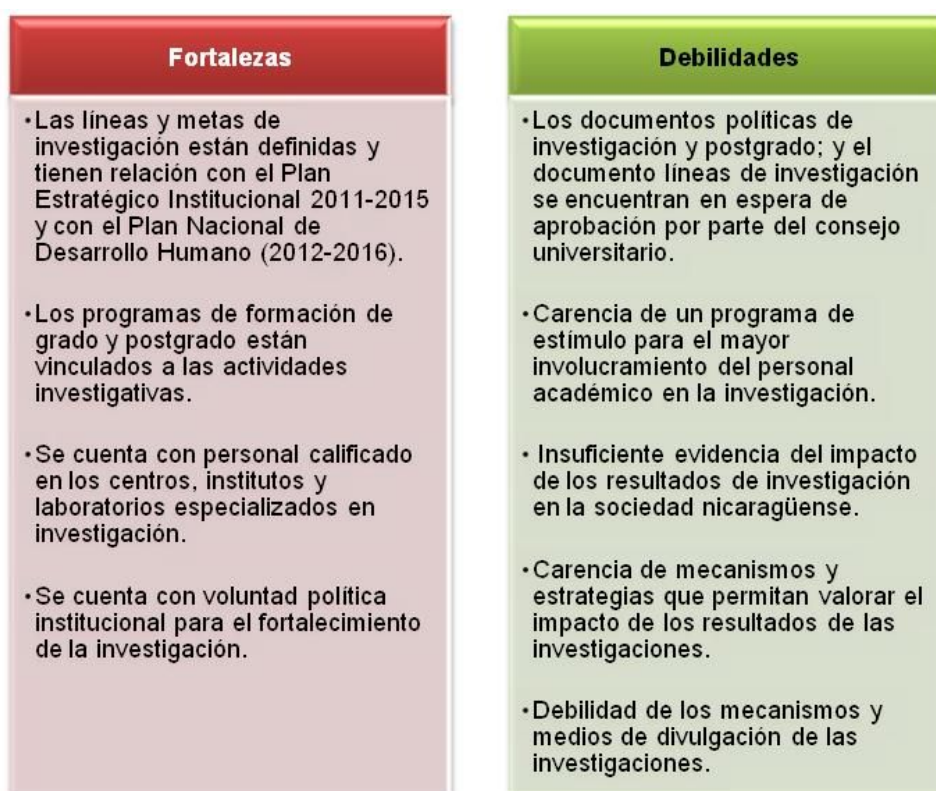 Fortalezas
·Las líneas y metas de
investigación están definidas y
tienen relación con el Plan
Estratégico Institucional 2011-2015
y con el Plan Nacional de
Desarrollo Humano (2012-2016).
·Los programas de formación de
grado y postgrado están
vinculados a las actividades
investigativas.
·Se cuenta con personal calificado
en los centros, institutos y
laboratorios especializados en
investigación.
·Se cuenta con voluntad política
institucional para el fortalecimiento
de la investigación.
Debilidades
·Los documentos políticas de
investigación y postgrado; y el
documento líneas de investigación
se encuentran en espera de
aprobación por parte del consejo
universitario.
·Carencia de un programa de
estímulo para el mayor
involucramiento del personal
académico en la investigación.
· Insuficiente evidencia del impacto
de los resultados de investigación
en la sociedad nicaragüense.
·Carencia de mecanismos y
estrategias que permitan valorar el
impacto de los resultados de las
investigaciones.
·Debilidad de los mecanismos y
medios de divulgación de las
investigaciones.